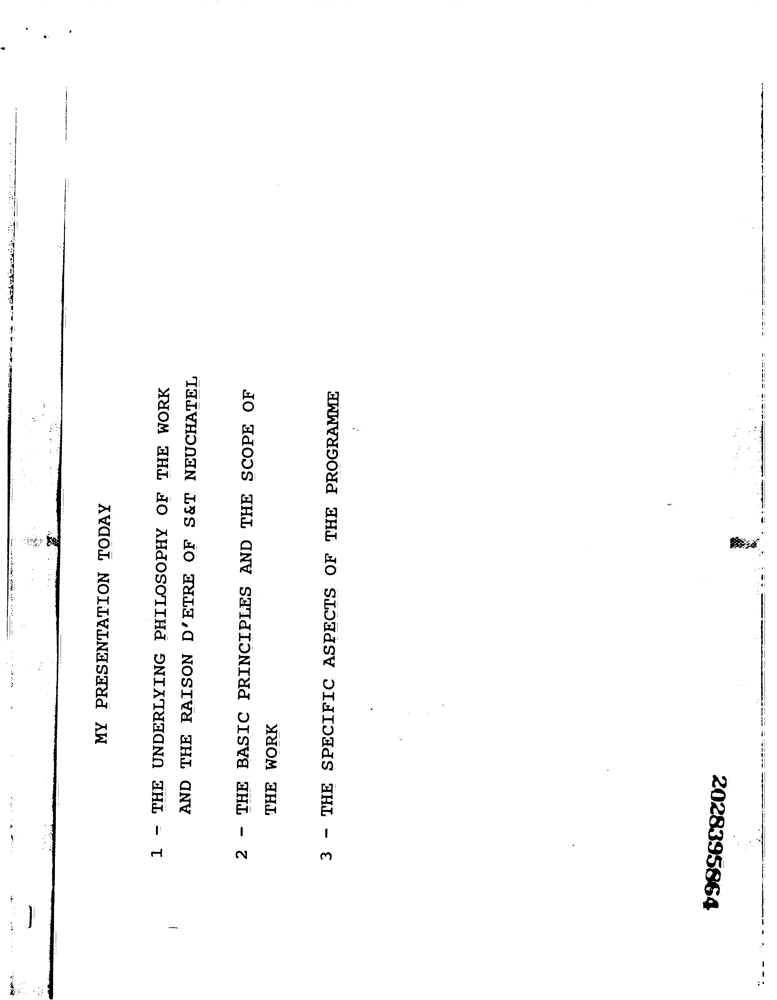 MY PRESENTATION TODAY
1 - THE UNDERLYING PHILOSOPHY OF THE WORK
AND THE RAISON D'ETRE OF S&T NEUCHATEL
2 - THE BASIC PRINCIPLES AND THE SCOPE OF
THE WORK
3 - THE SPECIFIC ASPECTS OF THE PROGRAMME
2028395864